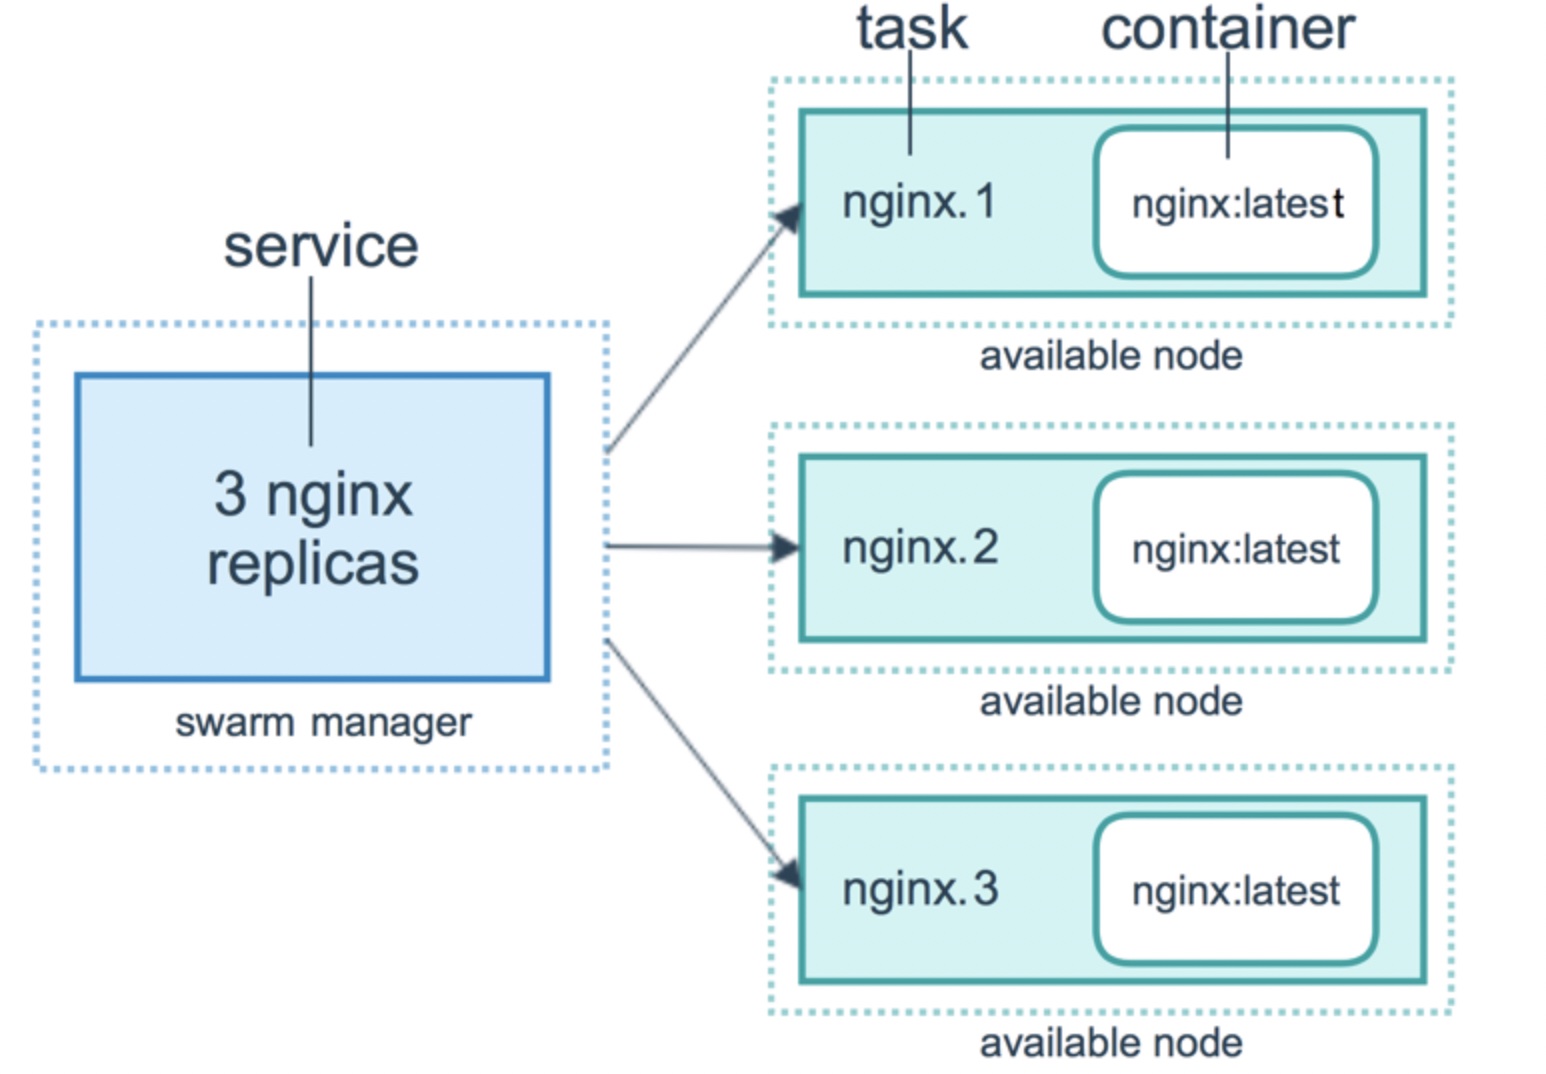 task
container
nginx.1
nginx:latest
available node
service
3 nginx
replicas
swarm manager
nginx.2
nginx:latest
available node
nginx.3
nginx:latest
available node